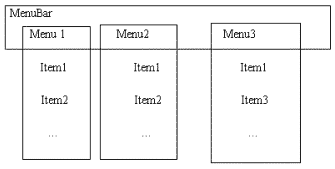 MenuBar
Menu 1 Menu2 Menu3
Item1 Item1 Item1
Item2 Item2 Item3
... ... ...